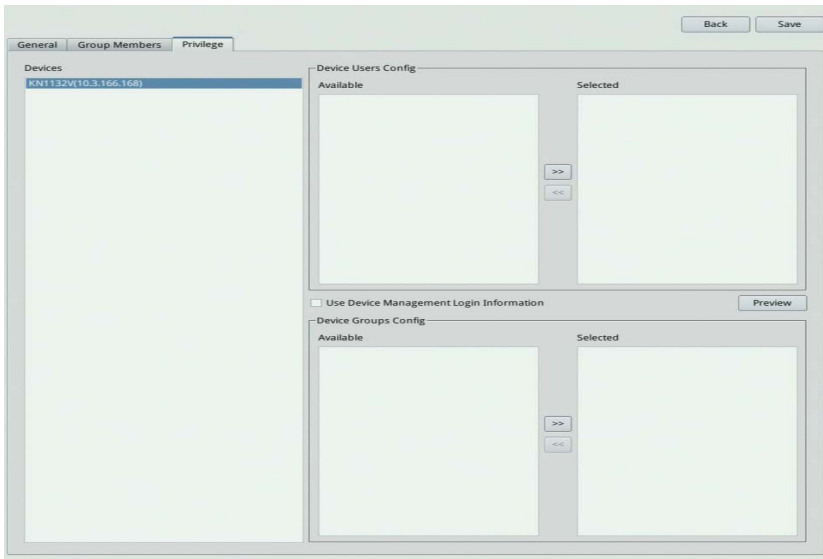 Back Save
General Group Members Privilege
Devices
KN1132V(10.3.166.168)
Device Users Config
Available Selected
>>
<<
Use Device Management Login Information Preview
Device Groups Config
Available Selected
>>
<<